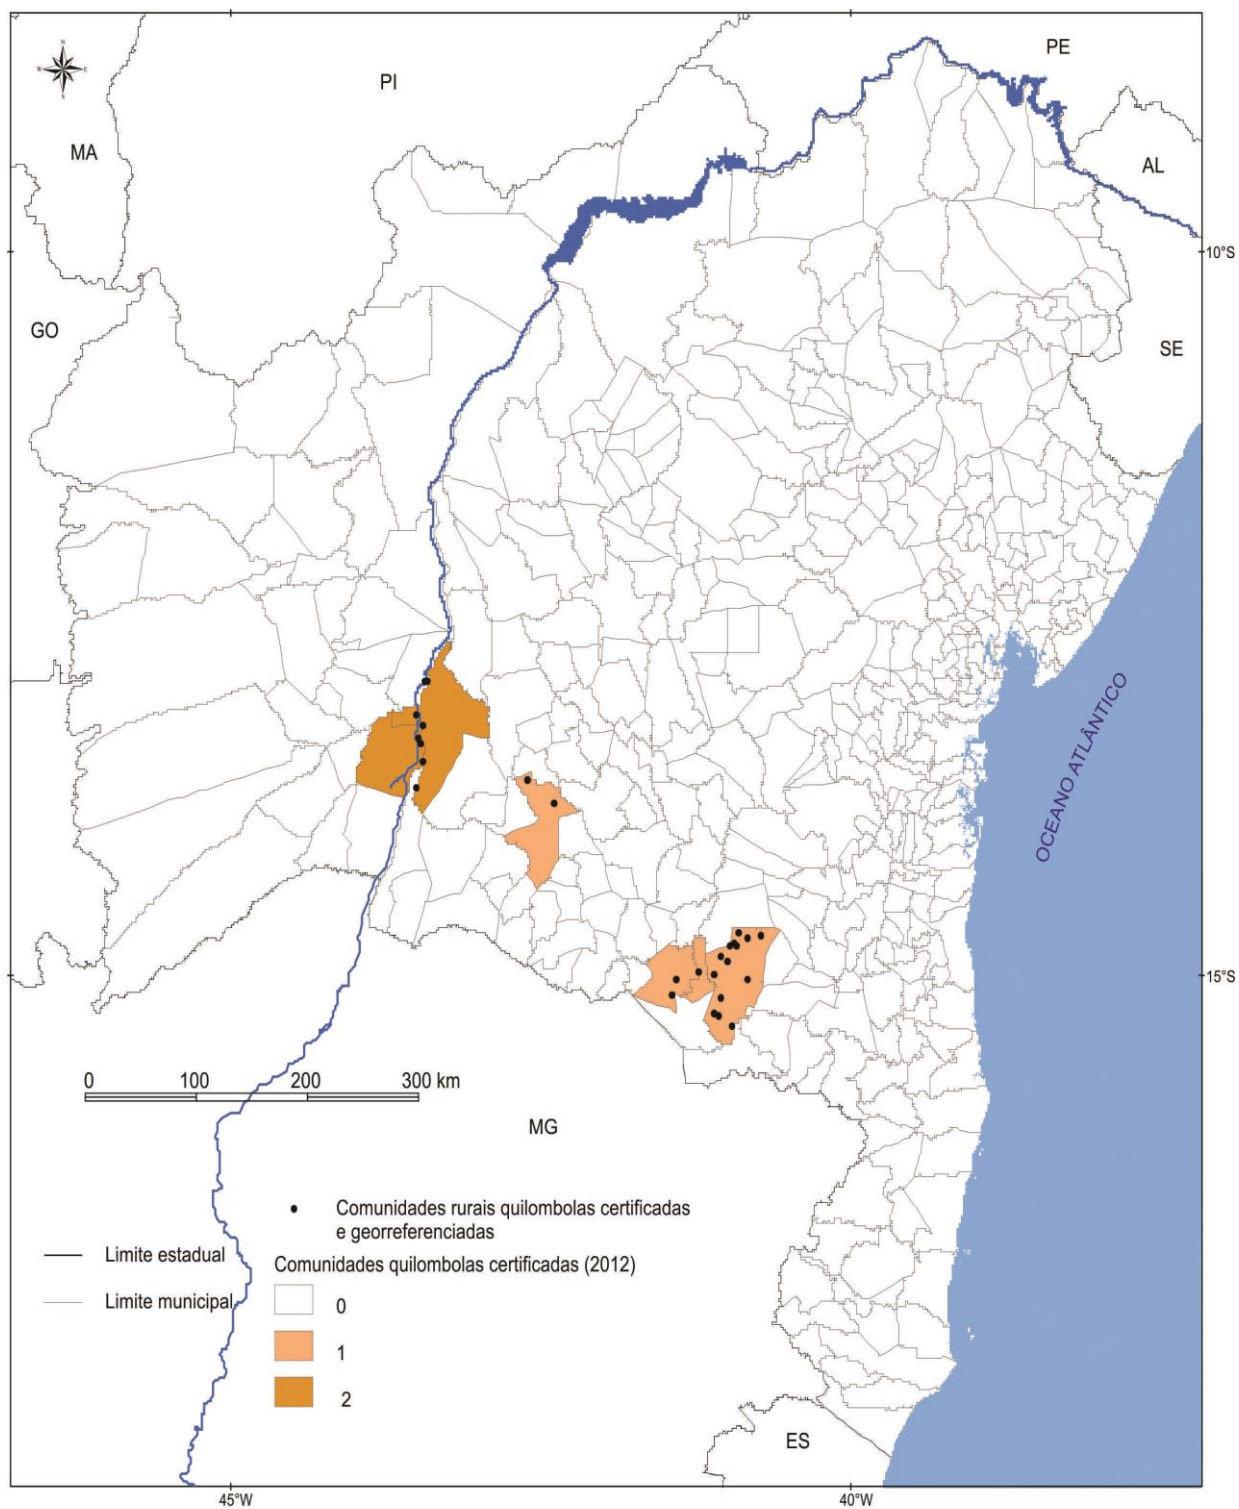 N
W E
S
PI
PE
MA
AL
10°S
GO
SE
OCEANO ATLÂNTICO
15°S
0 100 200 300 km
MG
Comunidades rurais quilombolas certificadas
e georreferenciadas
Limite estadual
Comunidades quilombolas certificadas (2012)
Limite municipal
0
1
2
ES
45°W 40°W